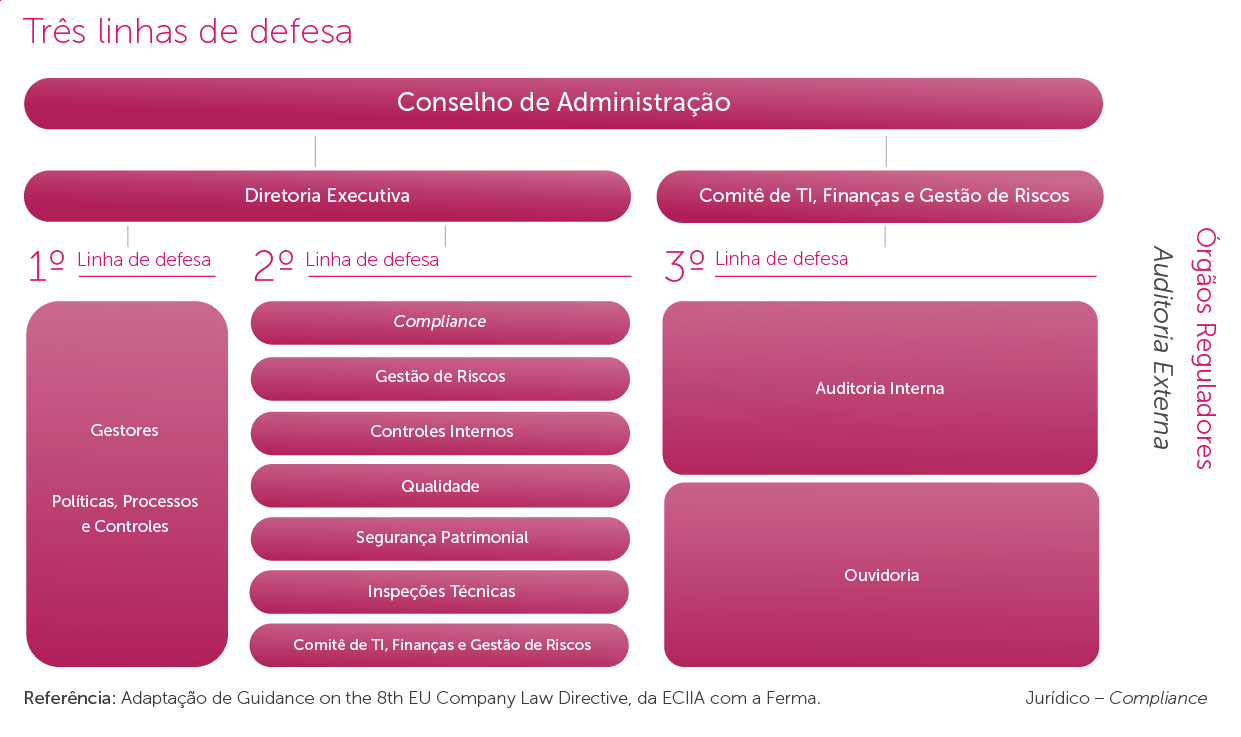 Três linhas de defesa
Conselho de Administração
Diretoria Executiva
Comitê de TI, Finanças e Gestão de Riscos
1º Linha de defesa
2º Linha de defesa
3º Linha de defesa
Gestores
Políticas, Processos
e Controles
Compliance
Gestão de Riscos
Controles Internos
Qualidade
Segurança Patrimonial
Inspeções Técnicas
Comitê de TI, Finanças e Gestão de Riscos
Auditoria Interna
Ouvidoria
Auditoria Externa
Órgãos Reguladores
Referência: Adaptação de Guidance on the 8th EU Company Law Directive, da ECIIA com a Ferma.
Jurídico – Compliance